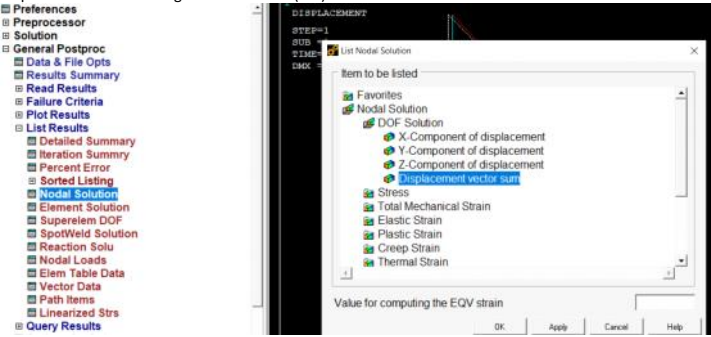 Preferences
Preprocessor
Solution
General Postproc
Data & File Opts
Results Summary
Read Results
Failure Criteria
Plot Results
List Results
Detailed Summary
Iteration Summry
Percent Error
Sorted Listing
Nodal Solution
Element Solution
Superelem DOF
SpotWeld Solution
Reaction Solu
Nodal Loads
Elem Table Data
Vector Data
Path Items
Linearized Strs
Query Results
DISPLACEMENT
STEP=1
SUB =
TIME=
DMX =
List Nodal Solution
Item to be listed
Favorites
Nodal Solution
DOF Solution
X-Component of displacement
Y-Component of displacement
Z-Component of displacement
Displacement vector sum
Stress
Total Mechanical Strain
Elastic Strain
Plastic Strain
Creep Strain
Thermal Strain
Value for computing the EQV strain
OK Apply Cancel Help